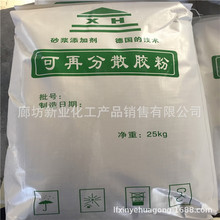 XH
砂浆添加剂 德国的技术
可再分散胶粉
批号:
制造日期:
廊坊新业化工产品销售有限公司
净重:25kg
lfxinyehuagong.1688.com